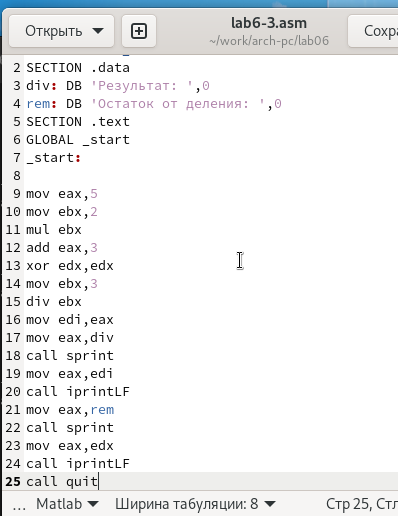 Открыть
lab6-3.asm
~/work/arch-pc/lab06
Сохра
2 SECTION .data
3 div: DB 'Результат: ',0
4 rem: DB 'Остаток от деления: ',0
5 SECTION .text
6 GLOBAL _start
7 _start:
8
9 mov eax,5
10 mov ebx,2
11 mul ebx
12 add eax,3
13 xor edx,edx
14 mov ebx,3
15 div ebx
16 mov edi,eax
17 mov eax,div
18 call sprint
19 mov eax,edi
20 call iprintLF
21 mov eax,rem
22 call sprint
23 mov eax,edx
24 call iprintLF
25 call quit
... Matlab Ширина табуляции: 8 Стр 25, Стл